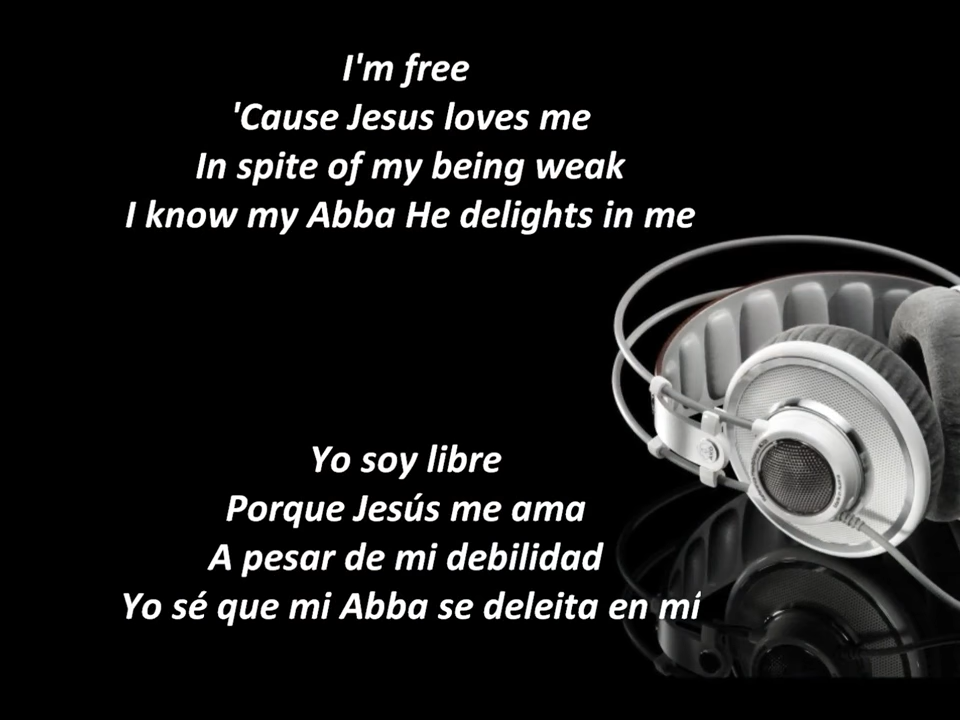 I'm free
'Cause Jesus loves me
In spite of my being weak
I know my Abba He delights in me
Yo soy libre
Porque Jesús me ama
A pesar de mi debilidad
Yo sé que mi Abba se deleita en mí